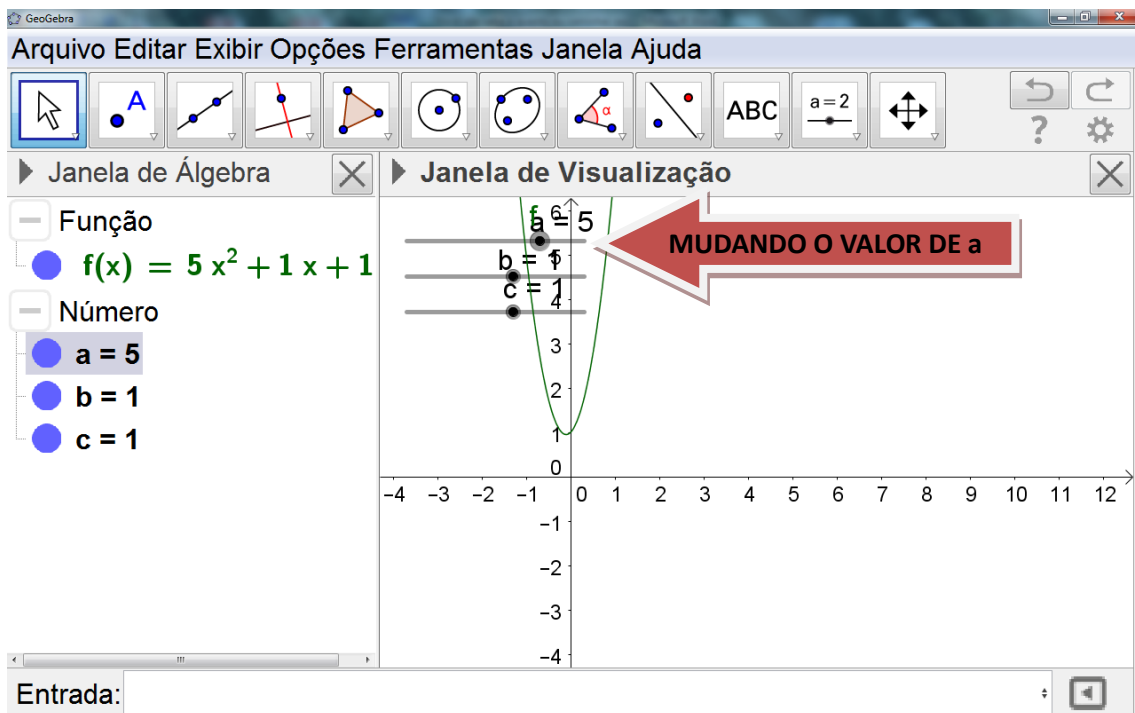 GeoGebra
Arquivo Editar Exibir Opções Ferramentas Janela Ajuda
A
α
ABC
a=2
?
Janela de Álgebra
Janela de Visualização
Função
f(x) = 5 x² + 1 x + 1
Número
a = 5
b = 1
c = 1
f
a = 5
b = 1
c = 1
MUDANDO O VALOR DE a
6
5
4
3
2
1
0
−4 −3 −2 −1 0 1 2 3 4 5 6 7 8 9 10 11 12
−1
−2
−3
−4
Entrada: